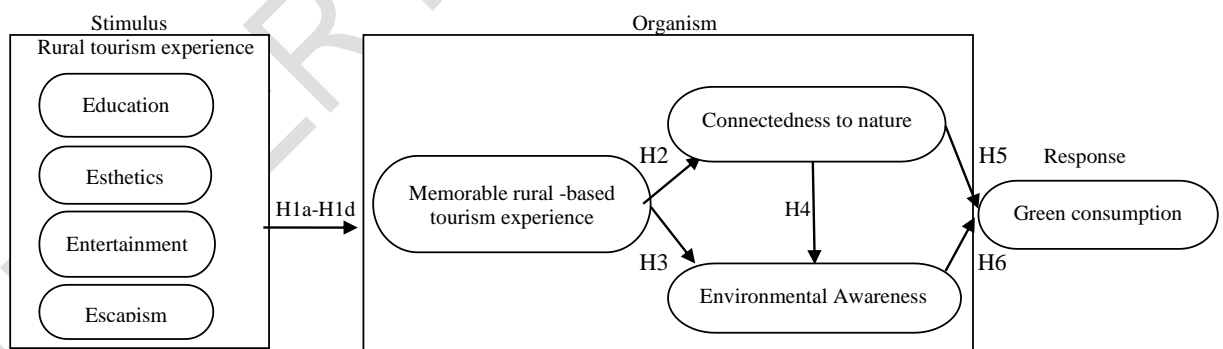 Stimulus
Rural tourism experience
Education
Esthetics
Entertainment
Escapism
H1a-H1d
Organism
Memorable rural -based
tourism experience
H2
H3
Connectedness to nature
H4
Environmental Awareness
H5
H6
Response
Green consumption